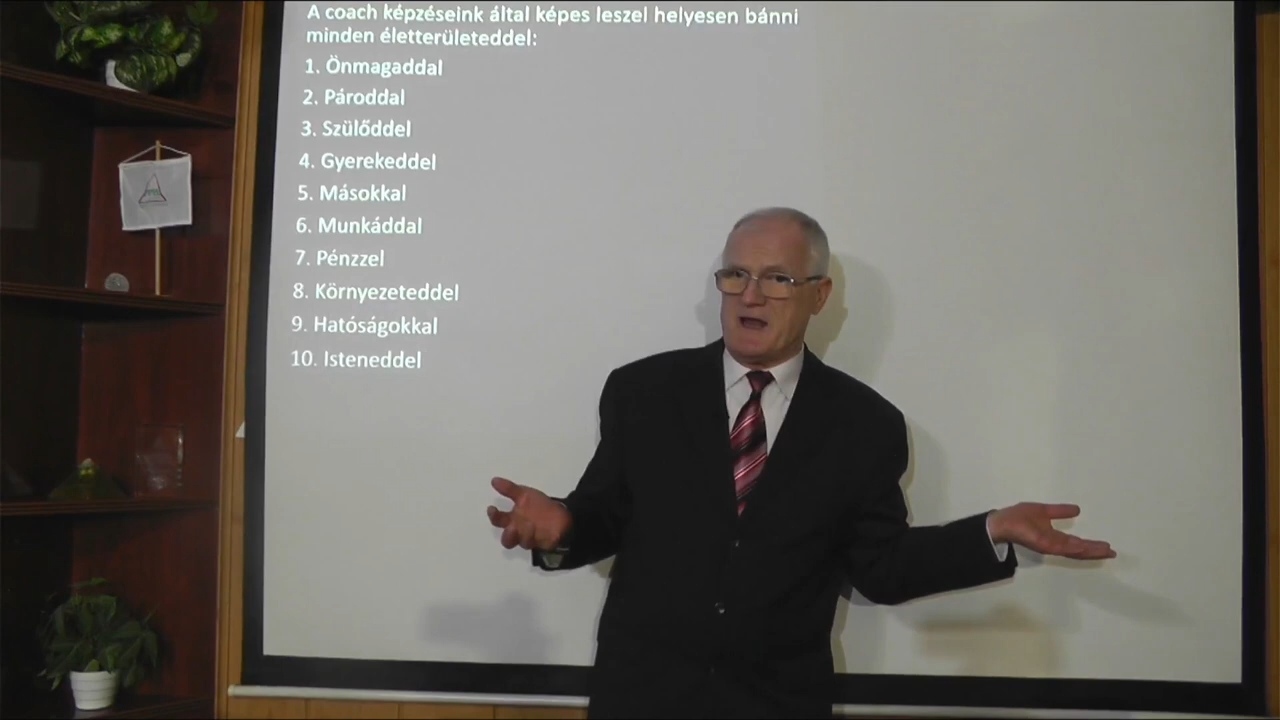 A coach képzéseink által képes leszel helyesen bánni
minden életterületeddel:
1. Önmagaddal
2. Pároddal
3. Szülőddel
4. Gyerekeddel
5. Másokkal
6. Munkáddal
7. Pénzzel
8. Környezeteddel
9. Hatóságokkal
10. Isteneddel